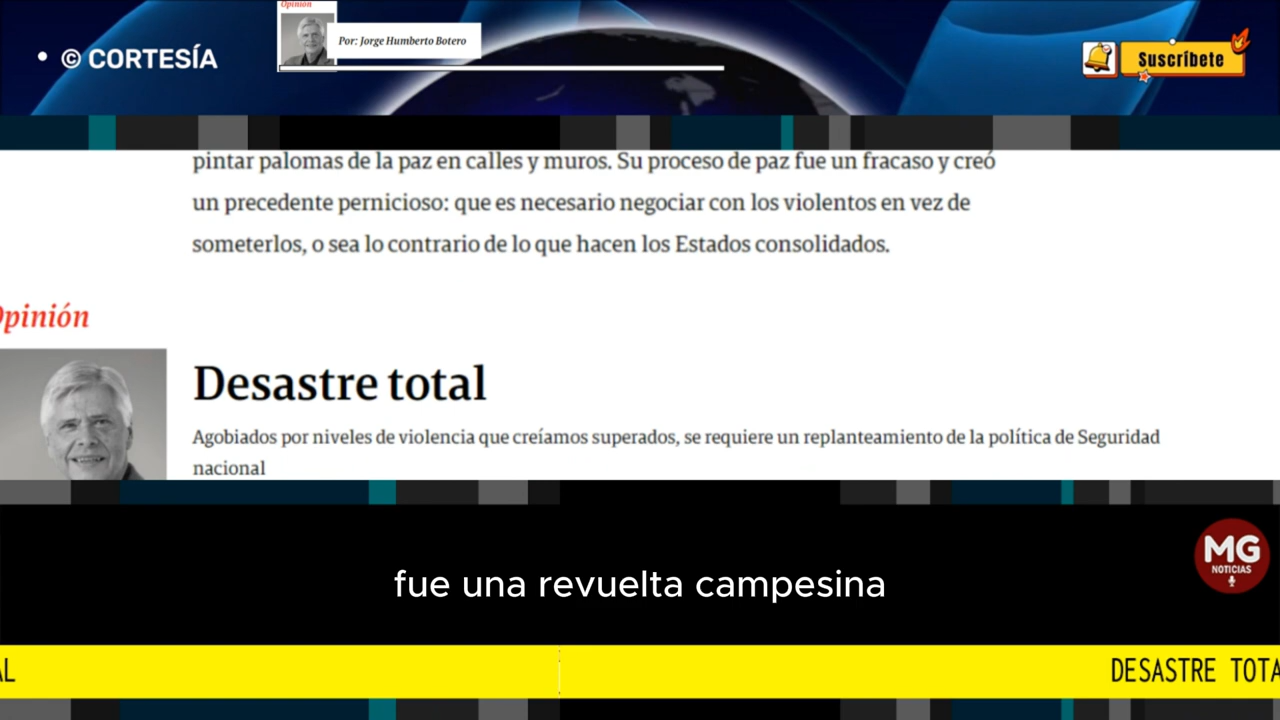 Opinión
Por: Jorge Humberto Botero
• © CORTESÍA
Suscríbete
pintar palomas de la paz en calles y muros. Su proceso de paz fue un fracaso y creó
un precedente pernicioso: que es necesario negociar con los violentos en vez de
someterlos, o sea lo contrario de lo que hacen los Estados consolidados.
Opinión
Desastre total
Agobiados por niveles de violencia que creíamos superados, se requiere un replanteamiento de la política de Seguridad
nacional
MG
NOTICIAS
fue una revuelta campesina
AL
DESASTRE TOTA